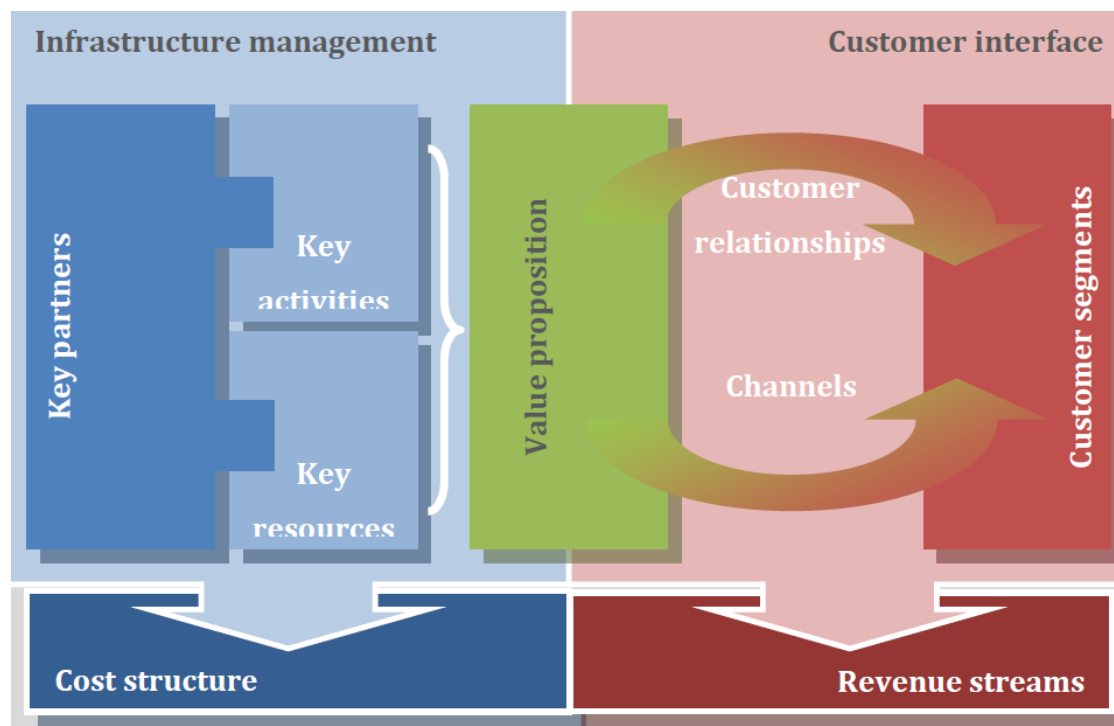 Infrastructure management
Customer interface
Key partners
Key
activities
Key
resources
Value proposition
Customer
relationships
Channels
Customer segments
Cost structure
Revenue streams